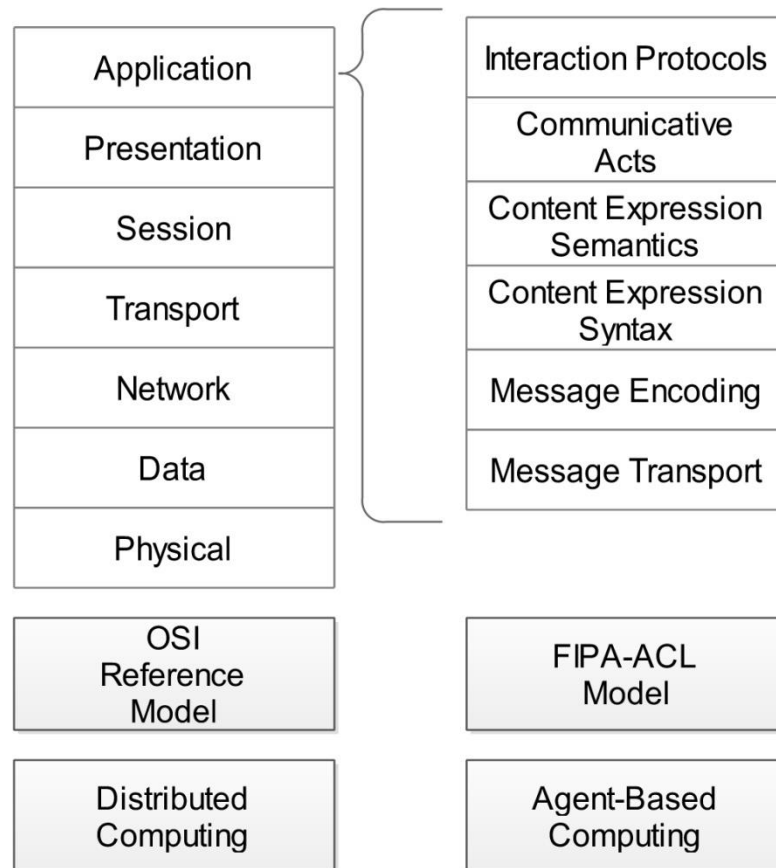 Application
Presentation
Session
Transport
Network
Data
Physical
OSI
Reference
Model
Distributed
Computing
Interaction Protocols
Communicative
Acts
Content Expression
Semantics
Content Expression
Syntax
Message Encoding
Message Transport
FIPA-ACL
Model
Agent-Based
Computing